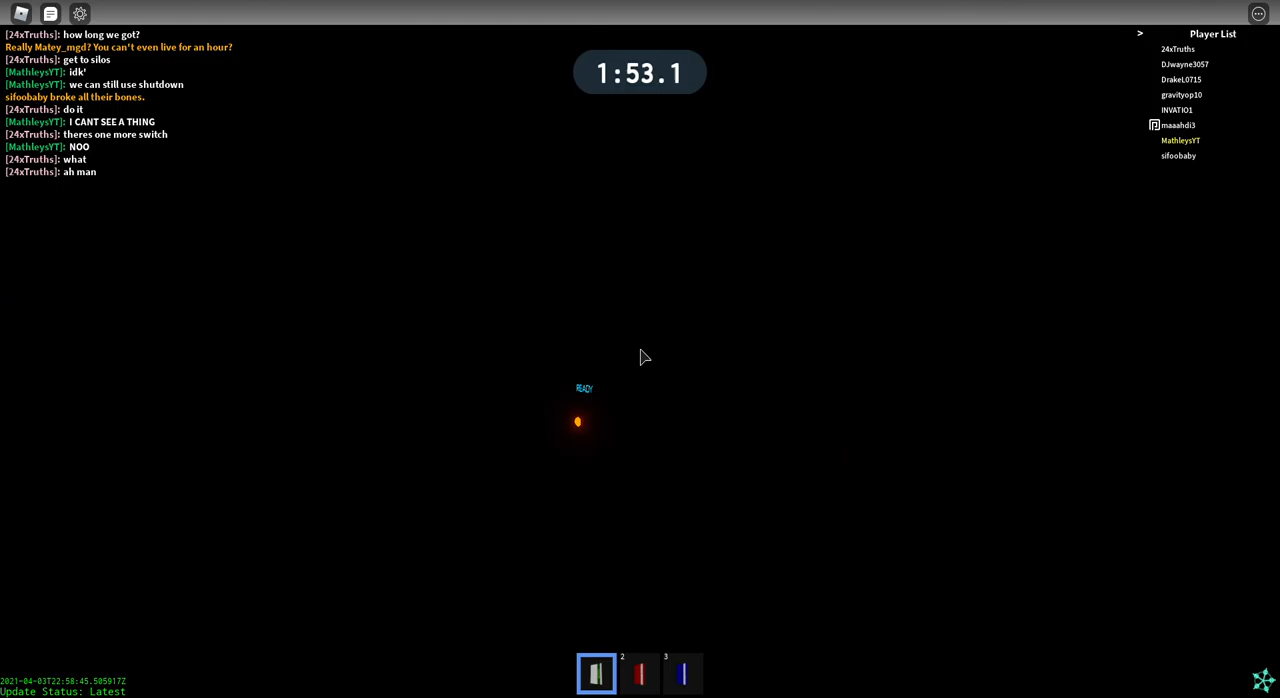 [24xTruths]: how long we got?
Really Matey_mgd? You can't even live for an hour?
[24xTruths]: get to silos
[MathleysYT]: idk'
[MathleysYT]: we can still use shutdown
sifoobaby broke all their bones.
[24xTruths]: do it
[MathleysYT]: I CANT SEE A THING
[24xTruths]: theres one more switch
[MathleysYT]: NOO
[24xTruths]: what
[24xTruths]: ah man
1:53.1
> Player List
24xTruths
DJwayne3057
DrakeL0715
gravityop10
INVATIO1
maaahdi3
MathleysYT
sifoobaby
READY
2 3
2021-04-03T22:58:45.505917Z
Update Status: Latest